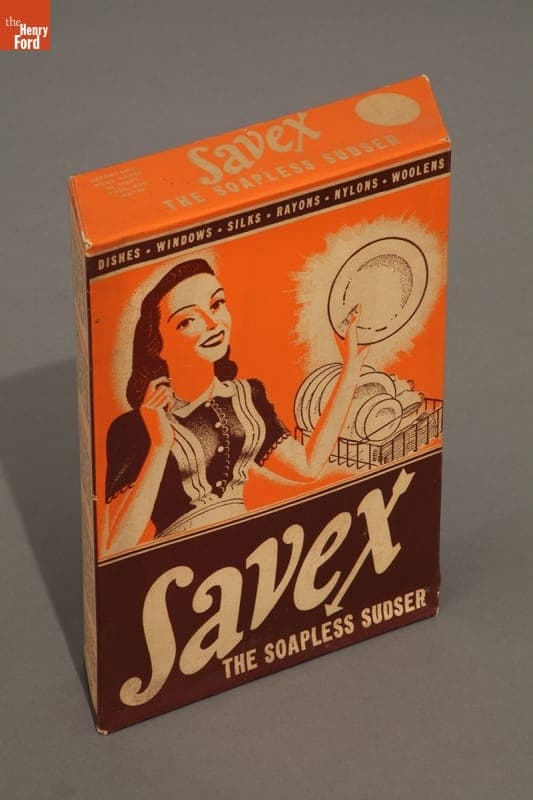 the
Henry
Ford
Savex
THE SOAPLESS SUDSER
DISHES • WINDOWS • SILKS • RAYONS • NYLONS • WOOLENS
Savex
THE SOAPLESS SUDSER